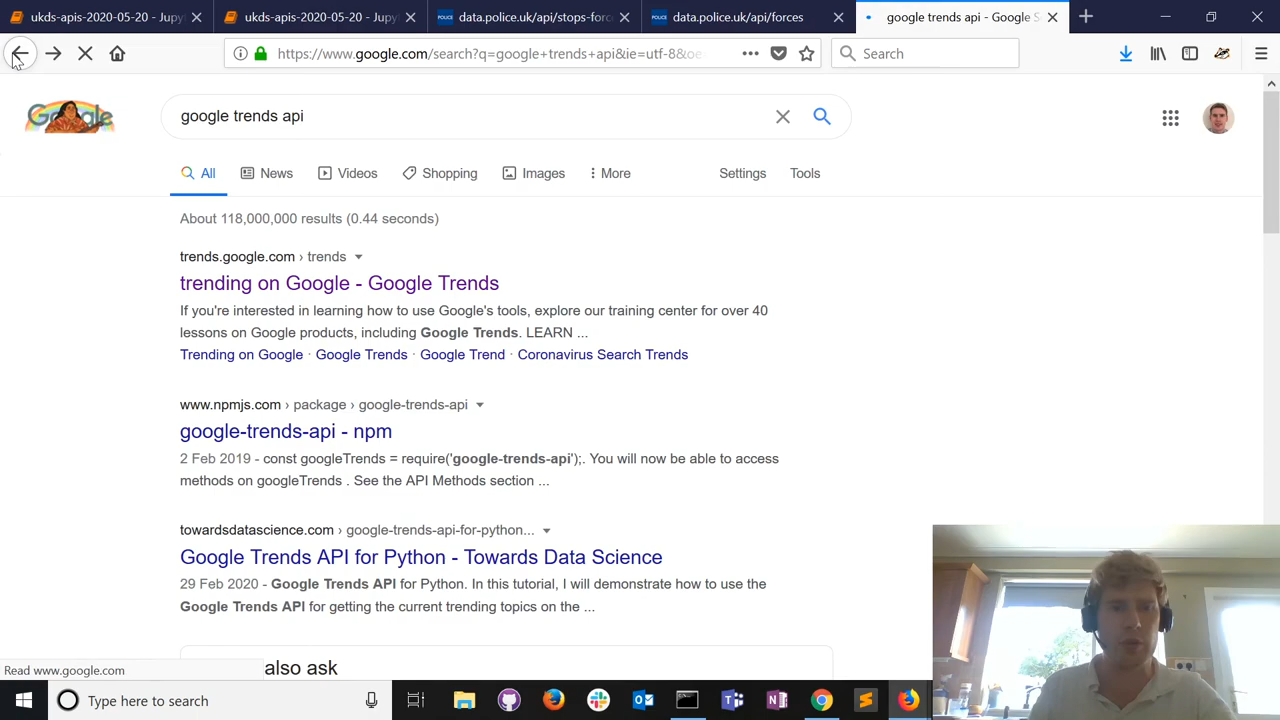 ukds-apis-2020-05-20 - Jupy
ukds-apis-2020-05-20 - Jupyt
data.police.uk/api/stops-forc
data.police.uk/api/forces
google trends api - Google S
https://www.google.com/search?q=google+trends+api&ie=utf-8&oe
Search
Google
google trends api
All
News
Videos
Shopping
Images
More
Settings
Tools
About 118,000,000 results (0.44 seconds)
trends.google.com › trends
trending on Google - Google Trends
If you're interested in learning how to use Google's tools, explore our training center for over 40
lessons on Google products, including Google Trends. LEARN ...
Trending on Google · Google Trends · Google Trend · Coronavirus Search Trends
www.npmjs.com › package › google-trends-api
google-trends-api - npm
2 Feb 2019 - const googleTrends = require('google-trends-api');. You will now be able to access
methods on googleTrends . See the API Methods section ...
towardsdatascience.com › google-trends-api-for-python...
Google Trends API for Python - Towards Data Science
29 Feb 2020 - Google Trends API for Python. In this tutorial, I will demonstrate how to use the
Google Trends API for getting the current trending topics on the ...
also ask
Read www.google.com
Type here to search